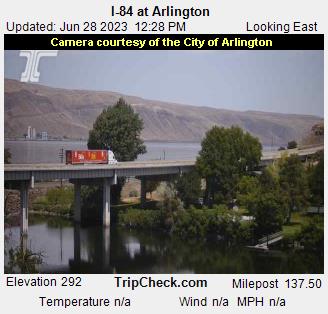 I-84 at Arlington
Updated: Jun 28 2023 12:28 PM Looking East
Camera courtesy of the City of Arlington
Elevation 292 TripCheck.com Milepost 137.50
Temperature n/a Wind n/a MPH n/a